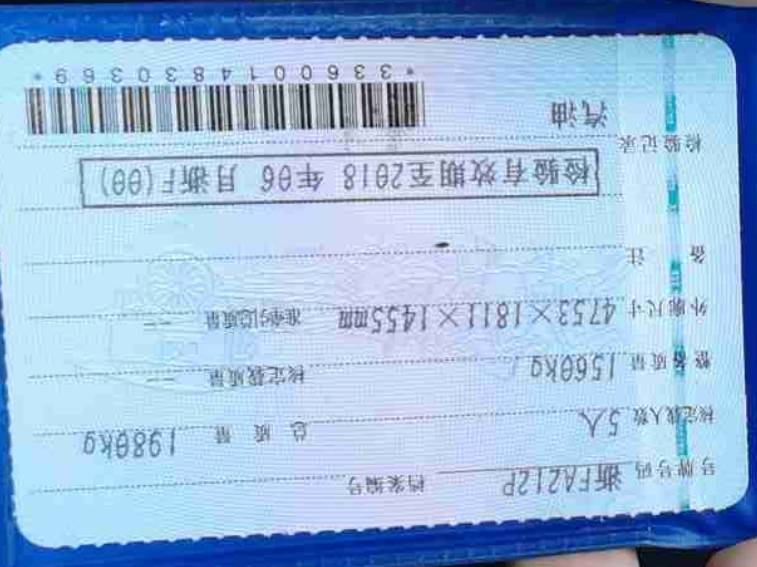 号牌号码 浙FA212P 档案编号
核定载人数 5人 总质量 1980kg
整备质量 1560kg 核定载质量 --
外廓尺寸 4753×1811×1455mm 准牵引总质量 --
备注
检验有效期至2018年06月浙F(00)
检验记录
汽油
*3360014830369*